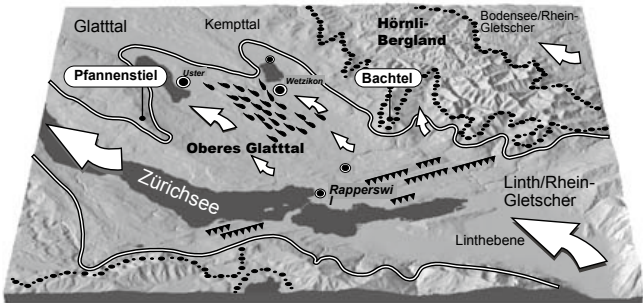 Glatttal
Kempttal
Hörnli-
Bergland
Bodensee/Rhein-
Gletscher
Pfannenstiel
Uster
Wetzikon
Bachtel
Oberes Glatttal
Zürichsee
Rapperswi
l
Linth/Rhein-
Gletscher
Linthebene